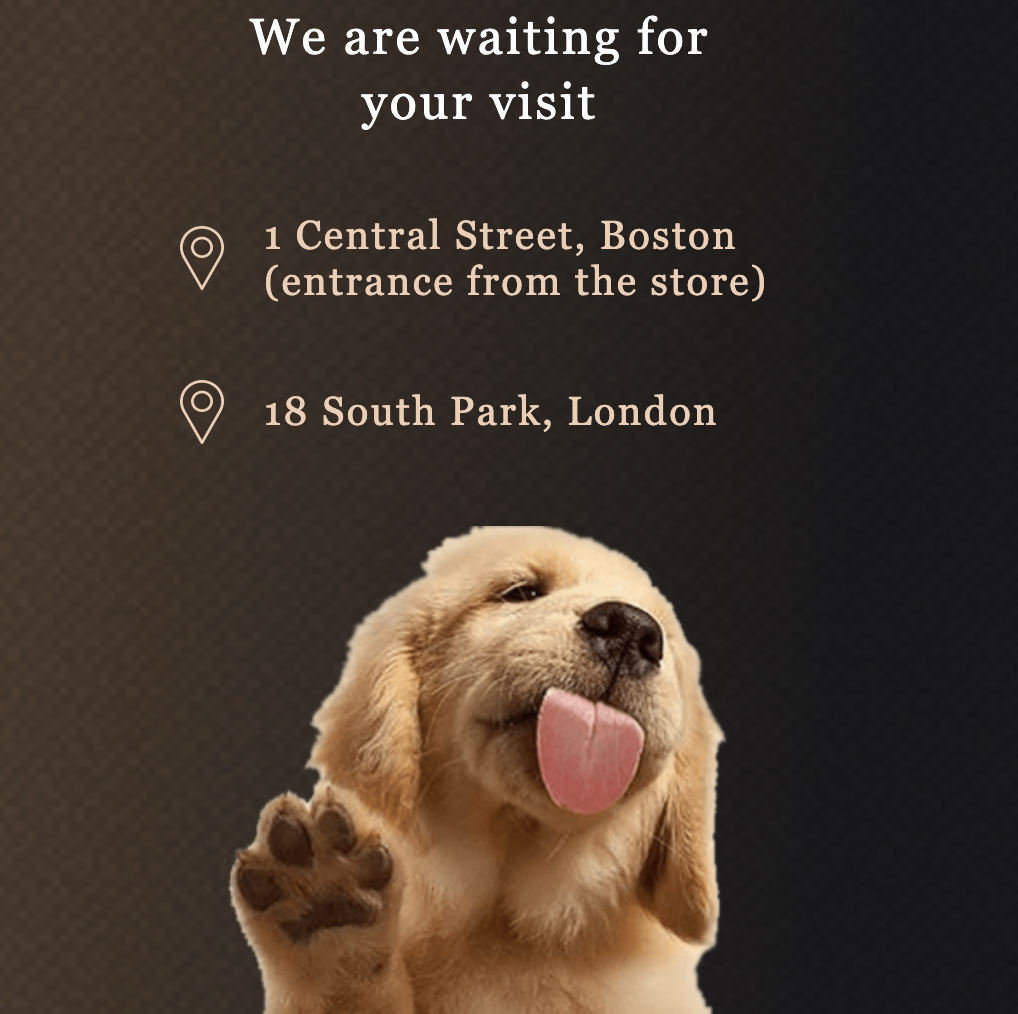 We are waiting for
your visit
1 Central Street, Boston
(entrance from the store)
18 South Park, London